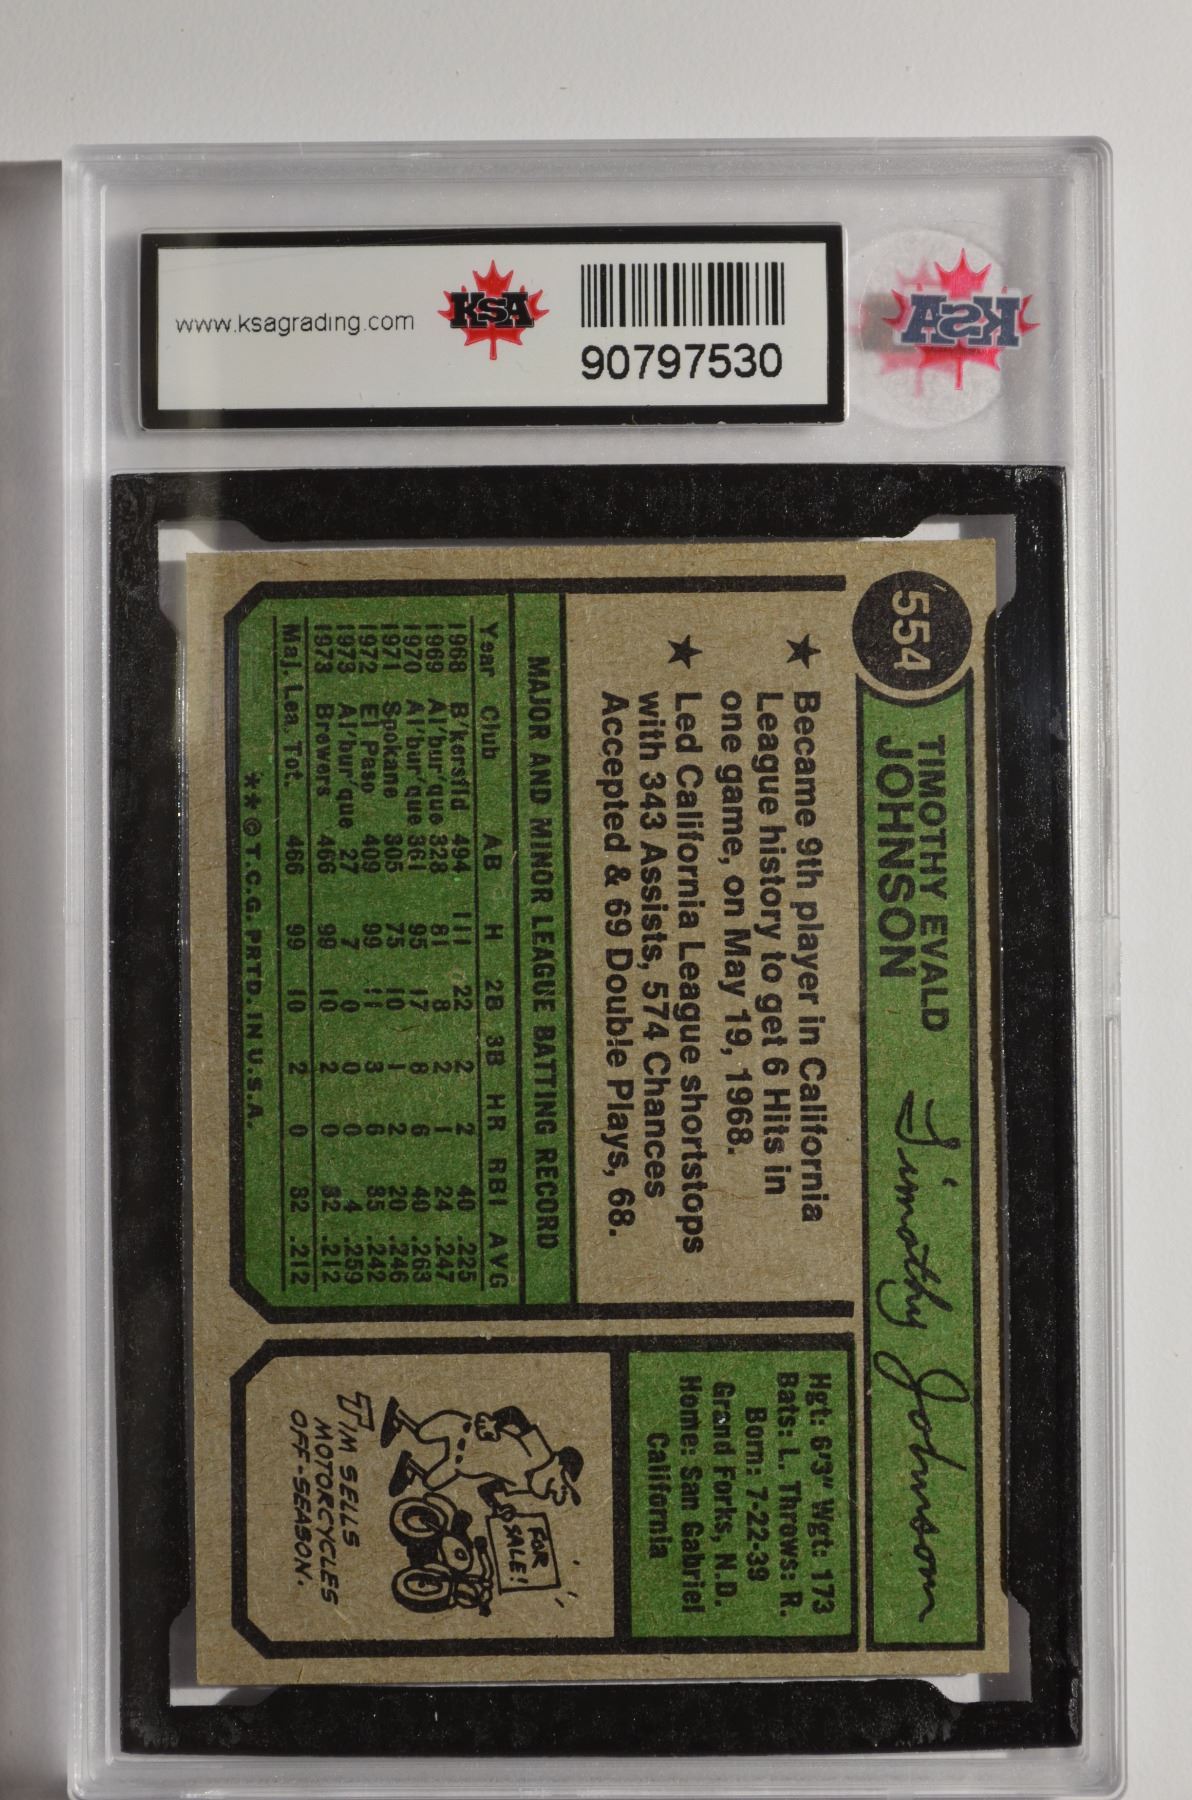 www.ksagrading.com
KSA
90797530
KSA
554
TIMOTHY EVALD
JOHNSON
Timothy Johnson
★ Became 9th player in California
League history to get 6 Hits in
one game, on May 19, 1968.
★ Led California League shortstops
with 343 Assists, 574 Chances
Accepted & 69 Double Plays, 68.
MAJOR AND MINOR LEAGUE BATTING RECORD
Year Club AB H 2B 3B HR RBI AVG
1968 B'kersfld 494 111 22 2 2 40 .225
1969 Al'bur'que 328 81 8 2 1 24 .247
1970 Al'bur'que 361 95 17 8 6 40 .263
1971 Spokane 305 75 10 1 2 20 .246
1972 El Paso 409 99 11 3 6 35 .242
1973 Al'bur'que 27 7 0 0 0 4 .259
1973 Brewers 466 99 10 2 0 32 .212
Maj. Lea. Tot. 466 99 10 2 0 32 .212
**© T.C.G. PRTD. IN U.S.A.
Hgt: 6'3" Wgt: 173
Bats: L. Throws: R.
Born: 7-22-39
Grand Forks, N.D.
Home: San Gabriel
California
FOR
SALE!
TIM SELLS
MOTORCYCLES
OFF-SEASON.